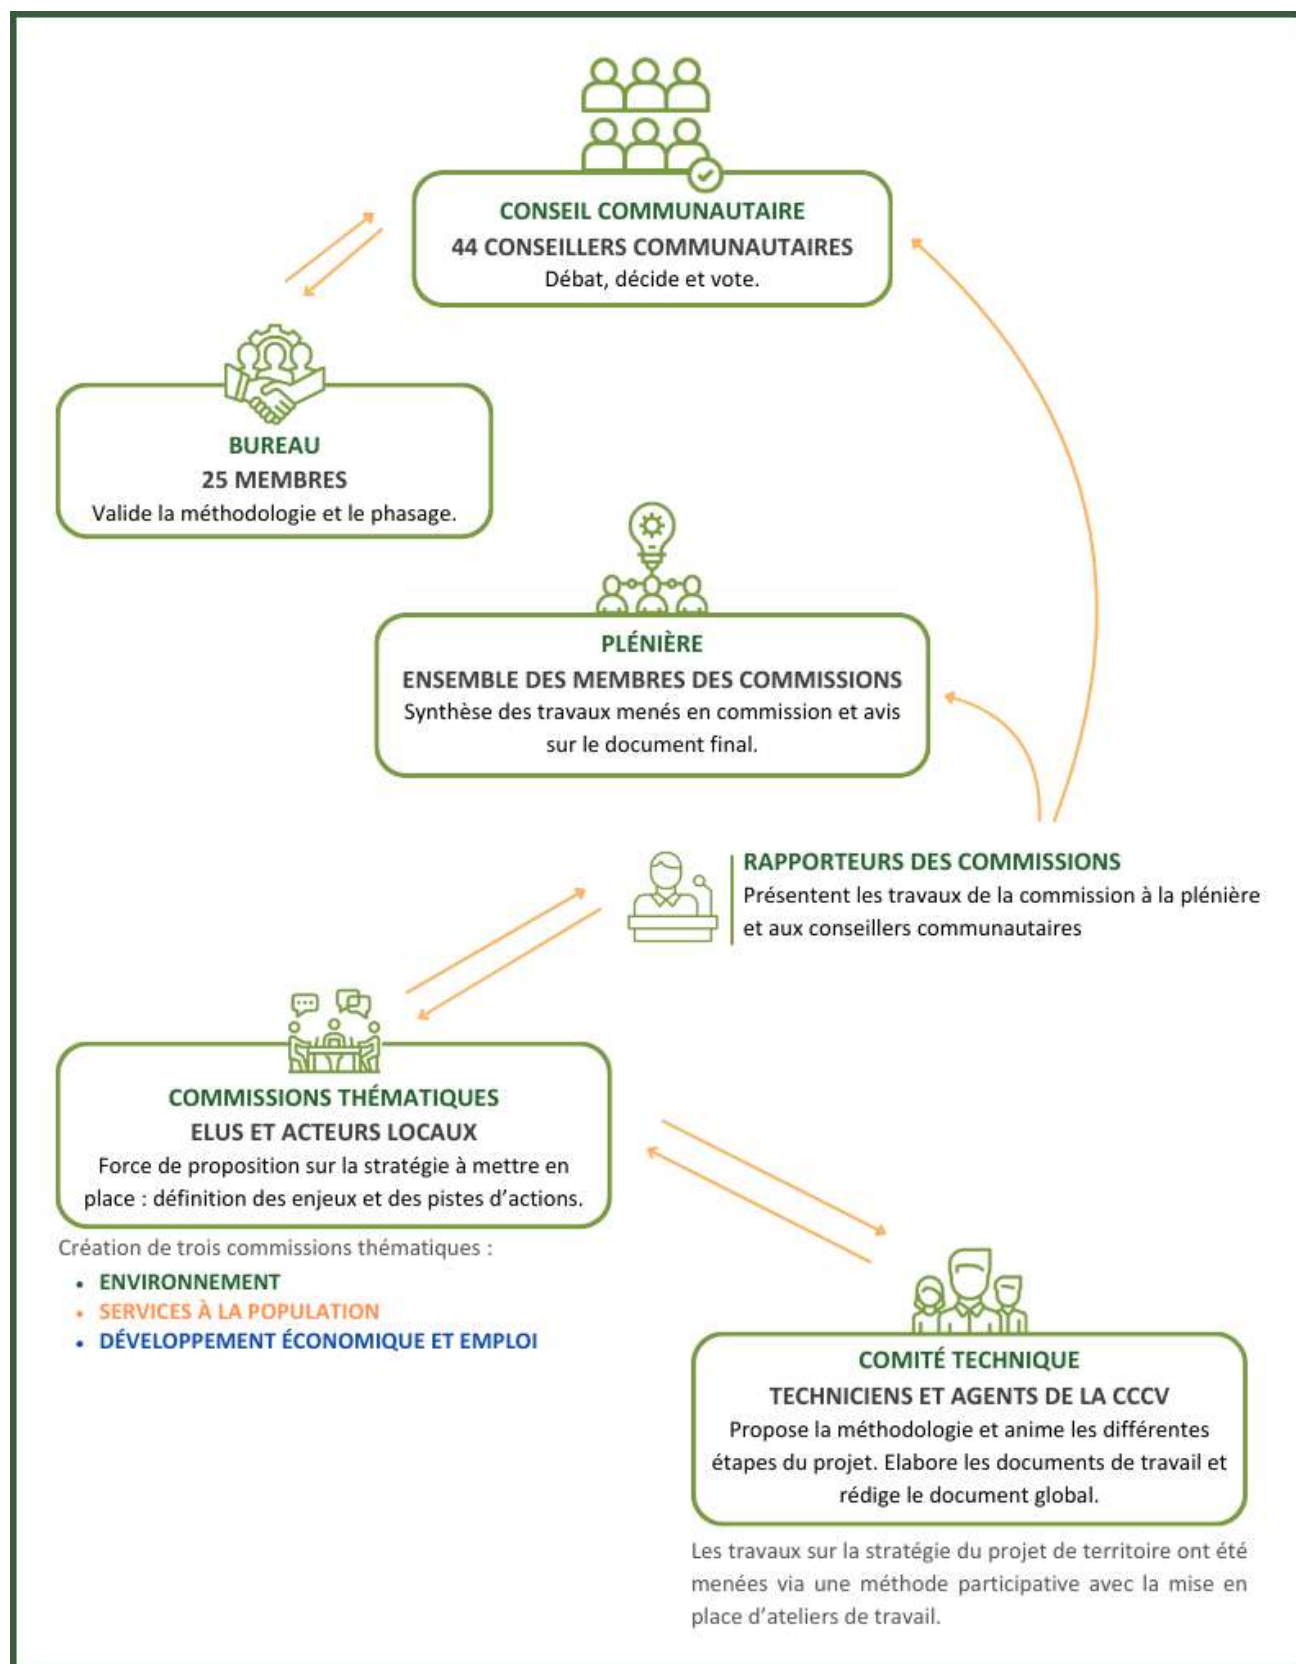 CONSEIL COMMUNAUTAIRE
44 CONSEILLERS COMMUNAUTAIRES
Débat, décide et vote.
BUREAU
25 MEMBRES
Valide la méthodologie et le phasage.
PLÉNIÈRE
ENSEMBLE DES MEMBRES DES COMMISSIONS
Synthèse des travaux menés en commission et avis
sur le document final.
RAPPORTEURS DES COMMISSIONS
Présentent les travaux de la commission à la plénière
et aux conseillers communautaires
COMMISSIONS THÉMATIQUES
ELUS ET ACTEURS LOCAUX
Force de proposition sur la stratégie à mettre en
place : définition des enjeux et des pistes d'actions.
Création de trois commissions thématiques :
• ENVIRONNEMENT
• SERVICES À LA POPULATION
• DÉVELOPPEMENT ÉCONOMIQUE ET EMPLOI
COMITÉ TECHNIQUE
TECHNICIENS ET AGENTS DE LA CCCV
Propose la méthodologie et anime les différentes
étapes du projet. Elabore les documents de travail et
rédige le document global.
Les travaux sur la stratégie du projet de territoire ont été
menées via une méthode participative avec la mise en
place d'ateliers de travail.